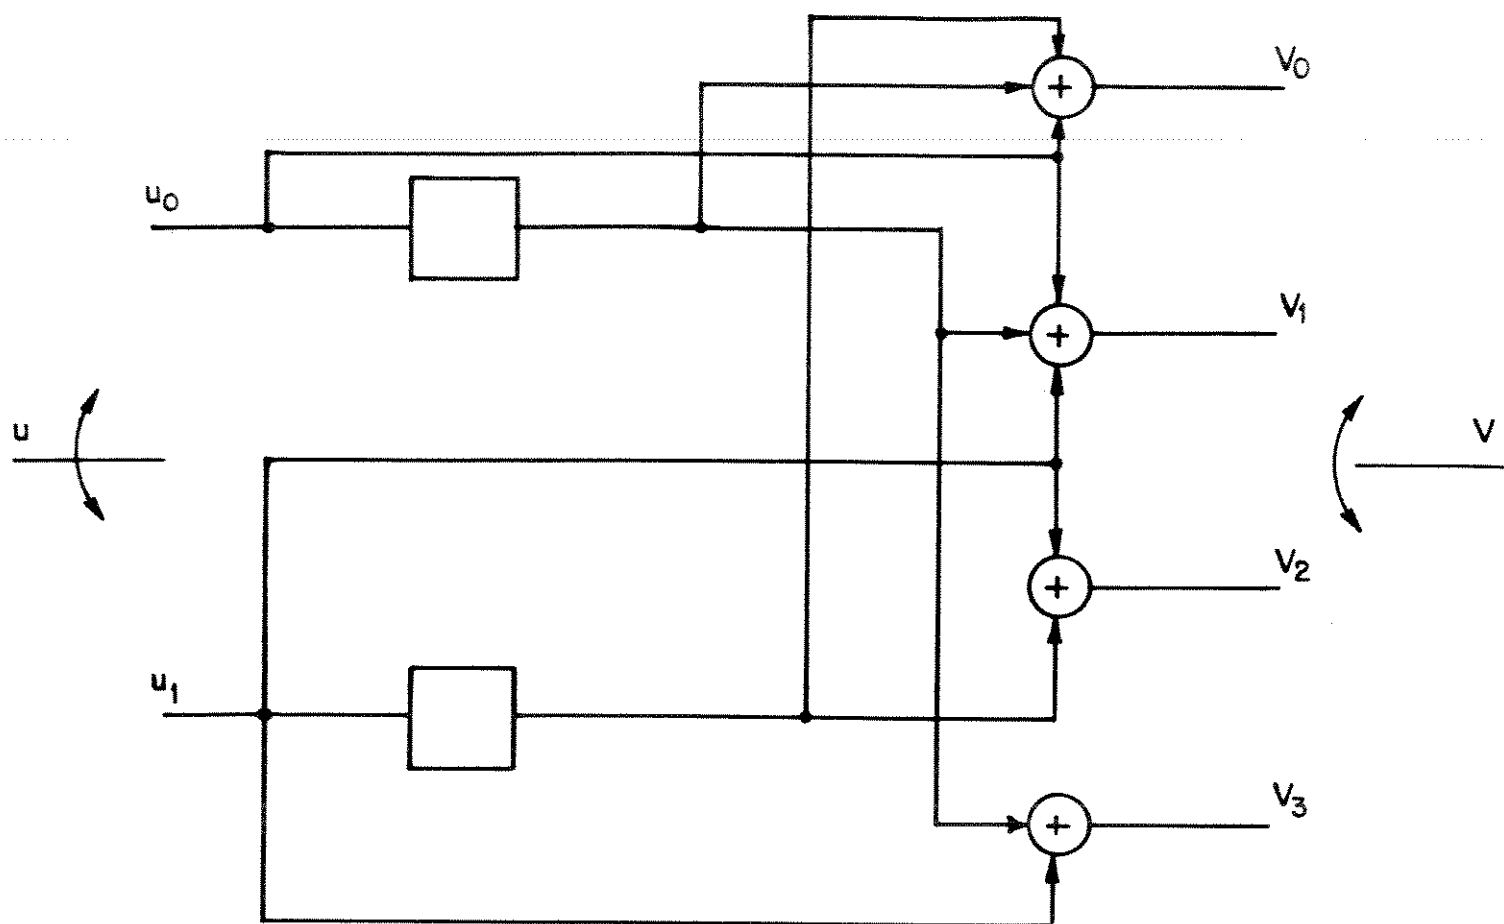 V₀
+
u₀
V₁
+
u
V
V₂
+
u₁
V₃
+